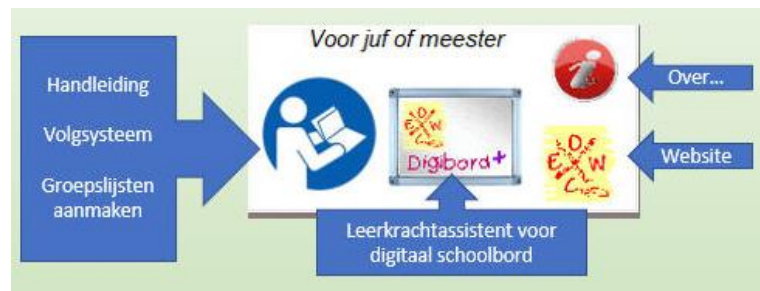 Voor juf of meester
Handleiding
Volgsysteem
Groepslijsten
aanmaken
Digibord+
Over...
Website
Leerkrachtassistent voor
digitaal schoolbord